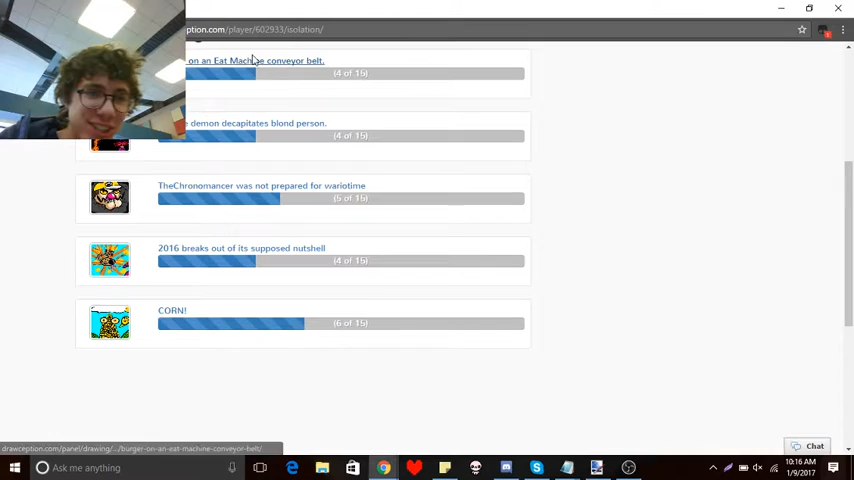 ption.com/player/602933/isolation/
on an Eat Machine conveyor belt.
(4 of 15)
demon decapitates blond person.
(4 of 15)
TheChronomancer was not prepared for wariotime
(5 of 15)
2016 breaks out of its supposed nutshell
(4 of 15)
CORN!
(6 of 15)
Chat
drawception.com/panel/drawing/.../burger-on-an-eat-machine-conveyor-belt/
Ask me anything
10:16 AM
1/9/2017